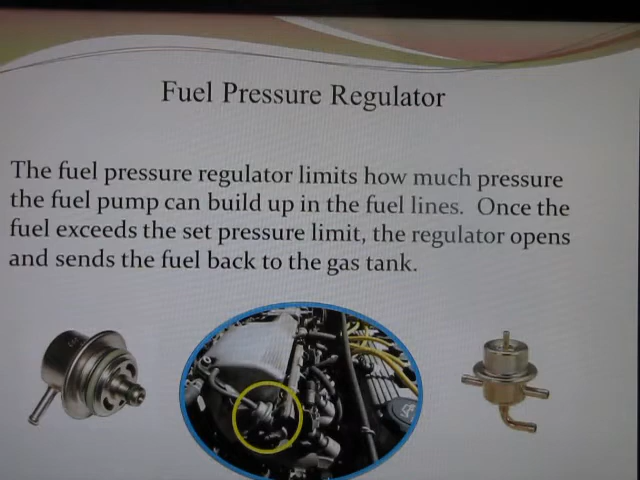 Fuel Pressure Regulator
The fuel pressure regulator limits how much pressure
the fuel pump can build up in the fuel lines.  Once the
fuel exceeds the set pressure limit, the regulator opens
and sends the fuel back to the gas tank.